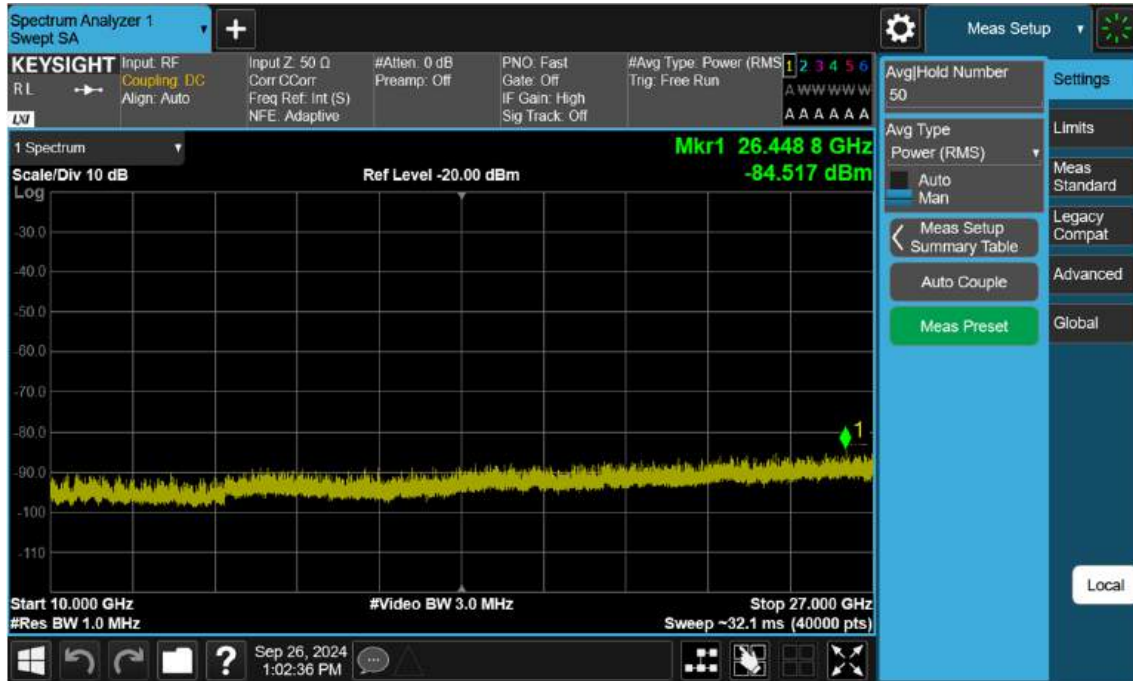 Spectrum Analyzer 1
Swept SA
+
Meas Setup
KEYSIGHT
RL
LXI
Input: RF
Coupling: DC
Align: Auto
Input Z: 50 Ω
Corr CCorr
Freq Ref: Int (S)
NFE: Adaptive
#Atten: 0 dB
Preamp: Off
PNO: Fast
Gate: Off
IF Gain: High
Sig Track: Off
#Avg Type: Power (RMS)
Trig: Free Run
1 2 3 4 5 6
A W W W W W
A A A A A A
1 Spectrum
Mkr1 26.448 8 GHz
Scale/Div 10 dB
Ref Level -20.00 dBm
-84.517 dBm
Log
-30.0
-40.0
-50.0
-60.0
-70.0
-80.0
1
-90.0
-100
-110
Start 10.000 GHz
#Video BW 3.0 MHz
Stop 27.000 GHz
#Res BW 1.0 MHz
Sweep ~32.1 ms (40000 pts)
Avg|Hold Number
50
Avg Type
Power (RMS)
Auto
Man
Meas Setup
Summary Table
Auto Couple
Meas Preset
Settings
Limits
Meas
Standard
Legacy
Compat
Advanced
Global
Local
?
Sep 26, 2024
1:02:36 PM